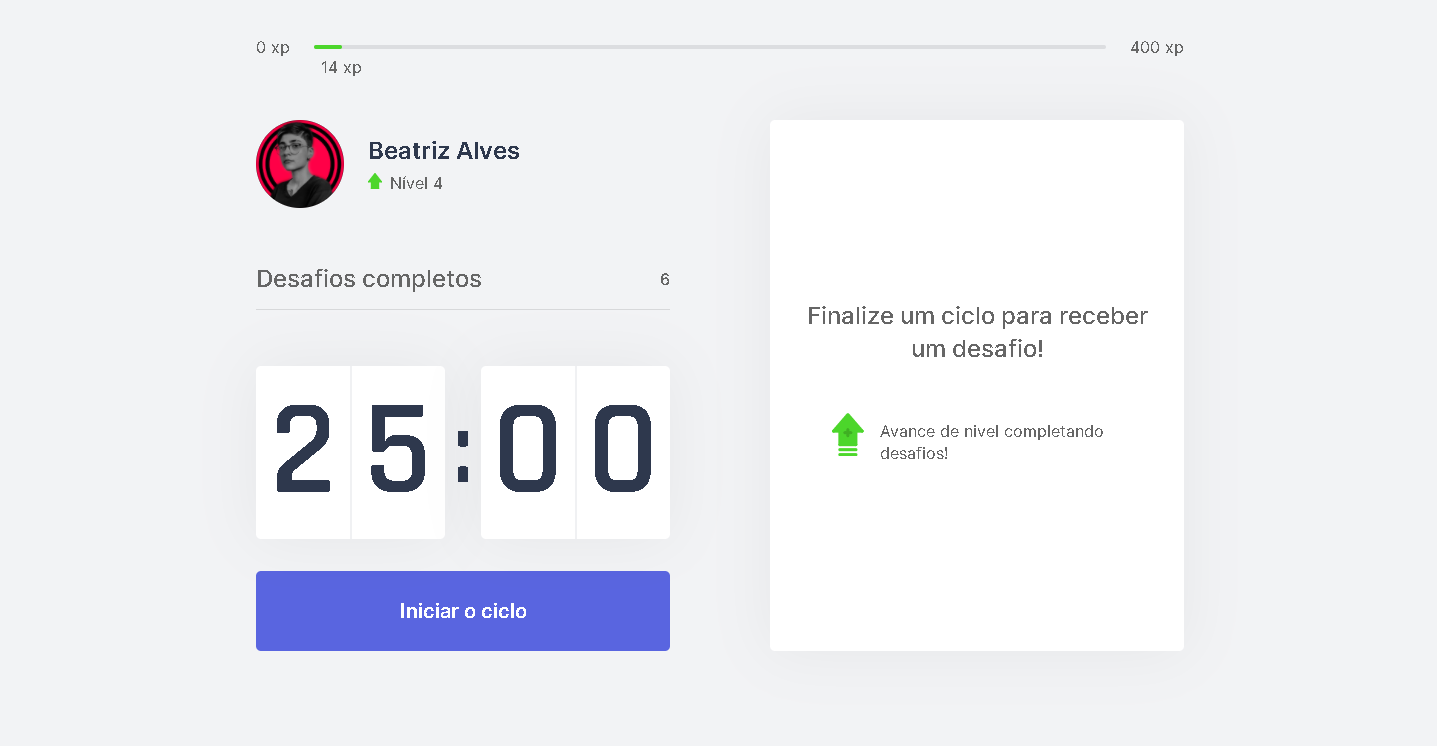 0 xp
400 xp
14 xp
Beatriz Alves
Nível 4
Desafios completos
6
25:00
Iniciar o ciclo
Finalize um ciclo para receber
um desafio!
Avance de nivel completando
desafios!